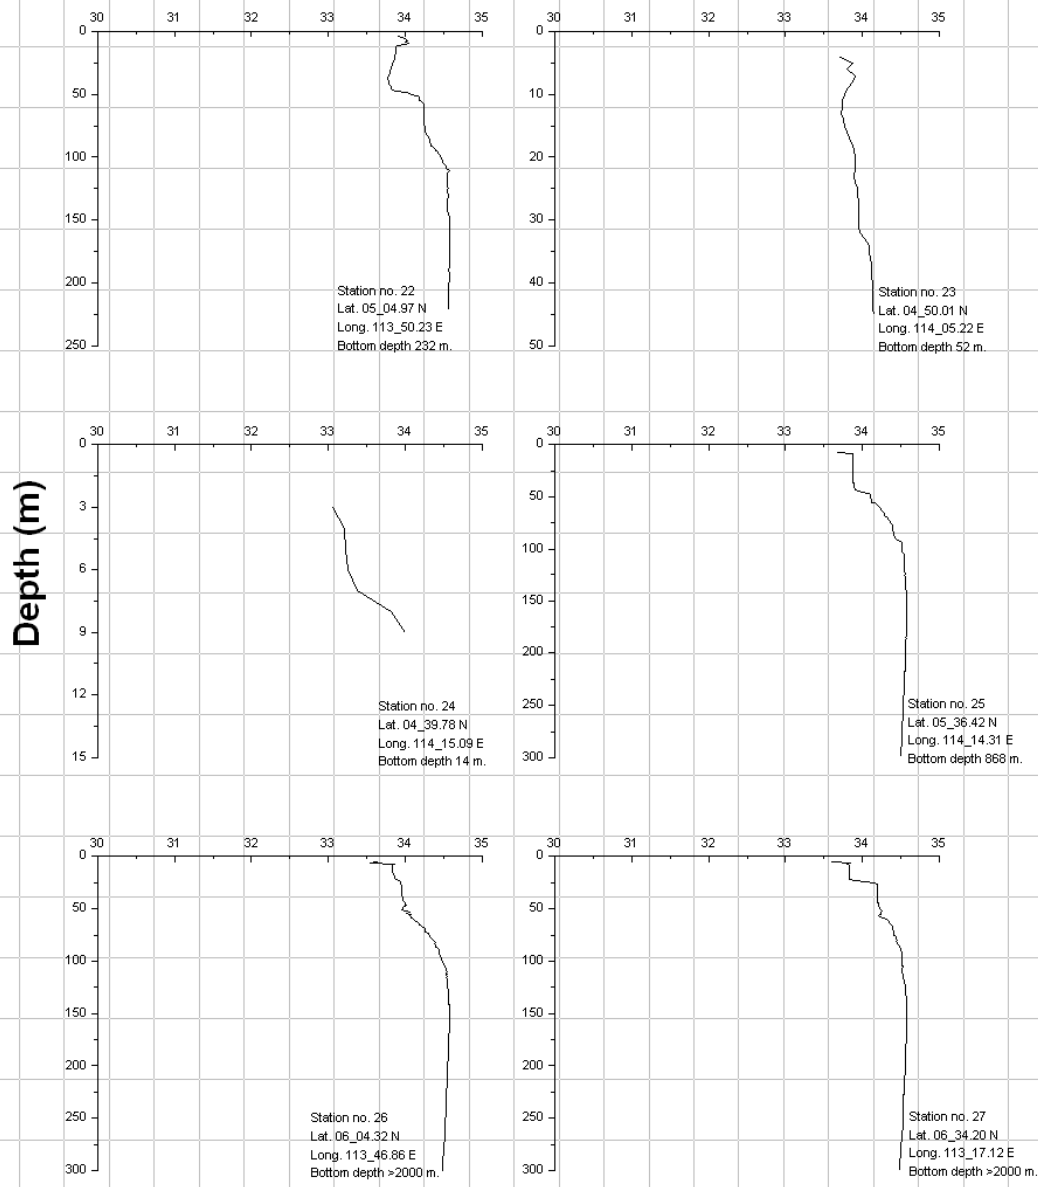 30 31 32 33 34 35
0
50
100
150
200
250
Station no. 22
Lat. 05_04.97 N
Long. 113_50.23 E
Bottom depth 232 m.
30 31 32 33 34 35
0
10
20
30
40
50
Station no. 23
Lat. 04_50.01 N
Long. 114_05.22 E
Bottom depth 52 m.
Depth (m)
30 31 32 33 34 35
0
3
6
9
12
15
Station no. 24
Lat. 04_39.78 N
Long. 114_15.09 E
Bottom depth 14 m.
30 31 32 33 34 35
0
50
100
150
200
250
300
Station no. 25
Lat. 05_36.42 N
Long. 114_14.31 E
Bottom depth 868 m.
30 31 32 33 34 35
0
50
100
150
200
250
300
Station no. 26
Lat. 06_04.32 N
Long. 113_46.86 E
Bottom depth >2000 m.
30 31 32 33 34 35
0
50
100
150
200
250
300
Station no. 27
Lat. 06_34.20 N
Long. 113_17.12 E
Bottom depth >2000 m.